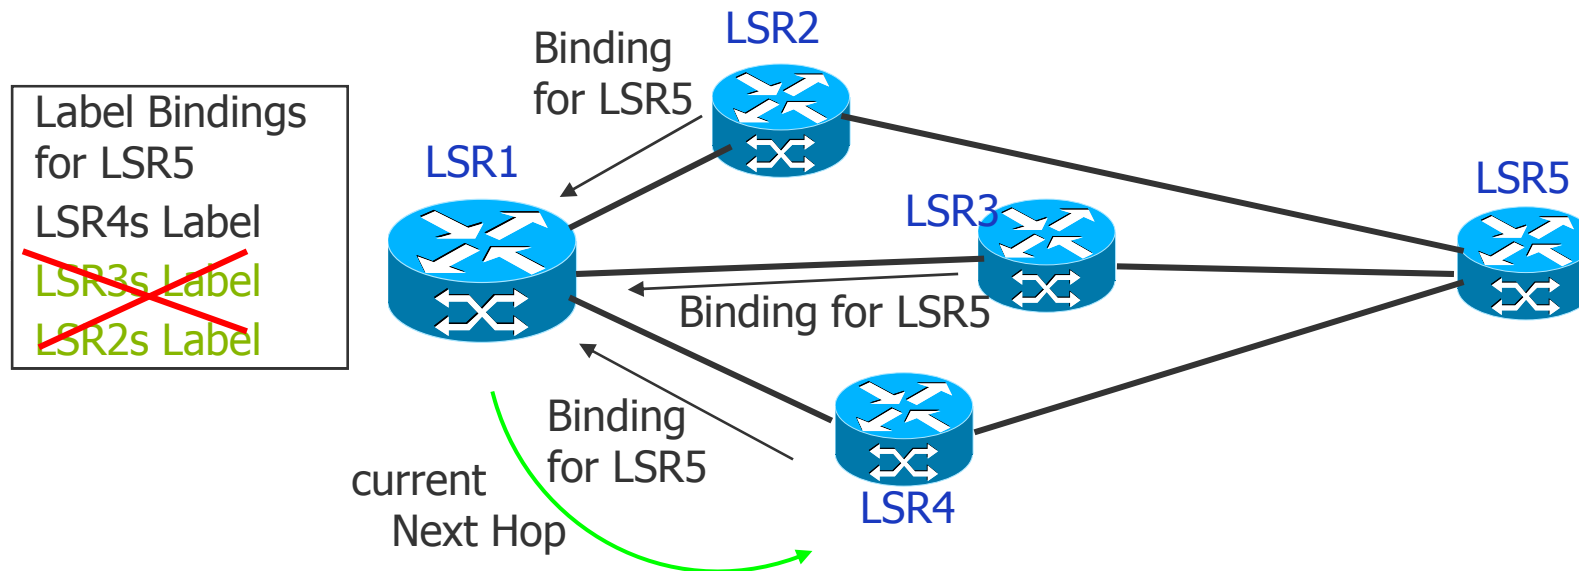 LSR2
Binding
for LSR5
Label Bindings
for LSR5
LSR4s Label
LSR3s Label
LSR2s Label
LSR1
LSR3
LSR5
Binding for LSR5
Binding
for LSR5
current
Next Hop
LSR4